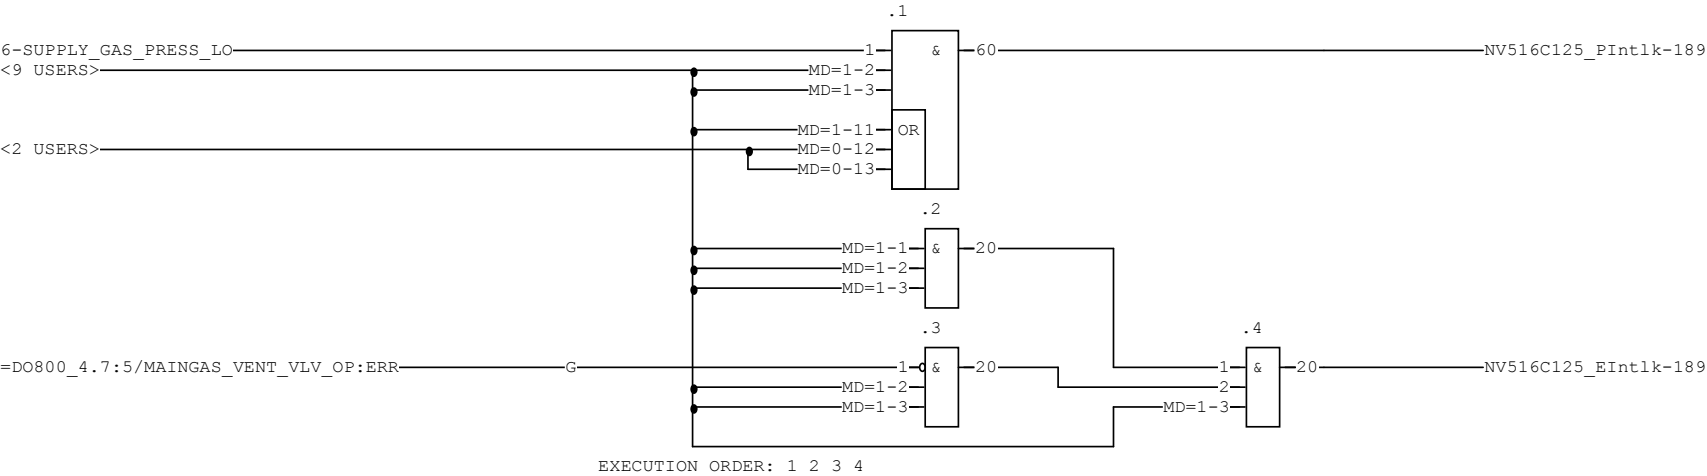 .1
6-SUPPLY_GAS_PRESS_LO 1 & 60 NV516C125_PIntlk-189
<9 USERS> MD=1-2
MD=1-3
MD=1-11 OR
<2 USERS> MD=0-12
MD=0-13
.2
MD=1-1 & 20
MD=1-2
MD=1-3
.3 .4
=DO800_4.7:5/MAINGAS_VENT_VLV_OP:ERR G 1 & 20 1 & 20 NV516C125_EIntlk-189
MD=1-2 2
MD=1-3 MD=1-3
EXECUTION ORDER: 1 2 3 4